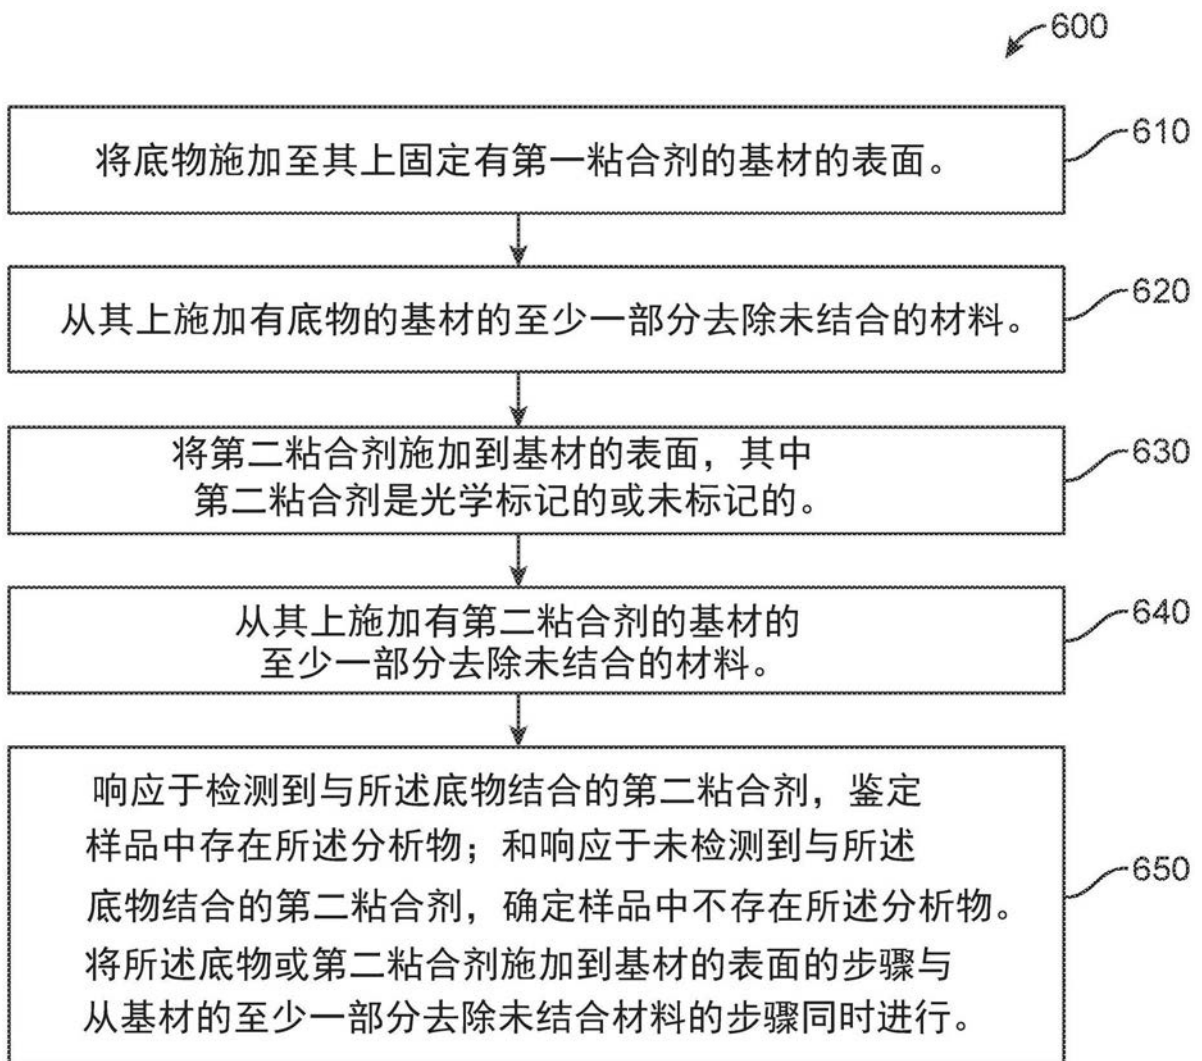 600
将底物施加至其上固定有第一粘合剂的基材的表面。
610
从其上施加有底物的基材的至少一部分去除未结合的材料。
620
将第二粘合剂施加到基材的表面，其中
第二粘合剂是光学标记的或未标记的。
630
从其上施加有第二粘合剂的基材的
至少一部分去除未结合的材料。
640
响应于检测到与所述底物结合的第二粘合剂，鉴定
样品中存在所述分析物；和响应于未检测到与所述
底物结合的第二粘合剂，确定样品中不存在所述分析物。
将所述底物或第二粘合剂施加到基材的表面的步骤与
从基材的至少一部分去除未结合材料的步骤同时进行。
650